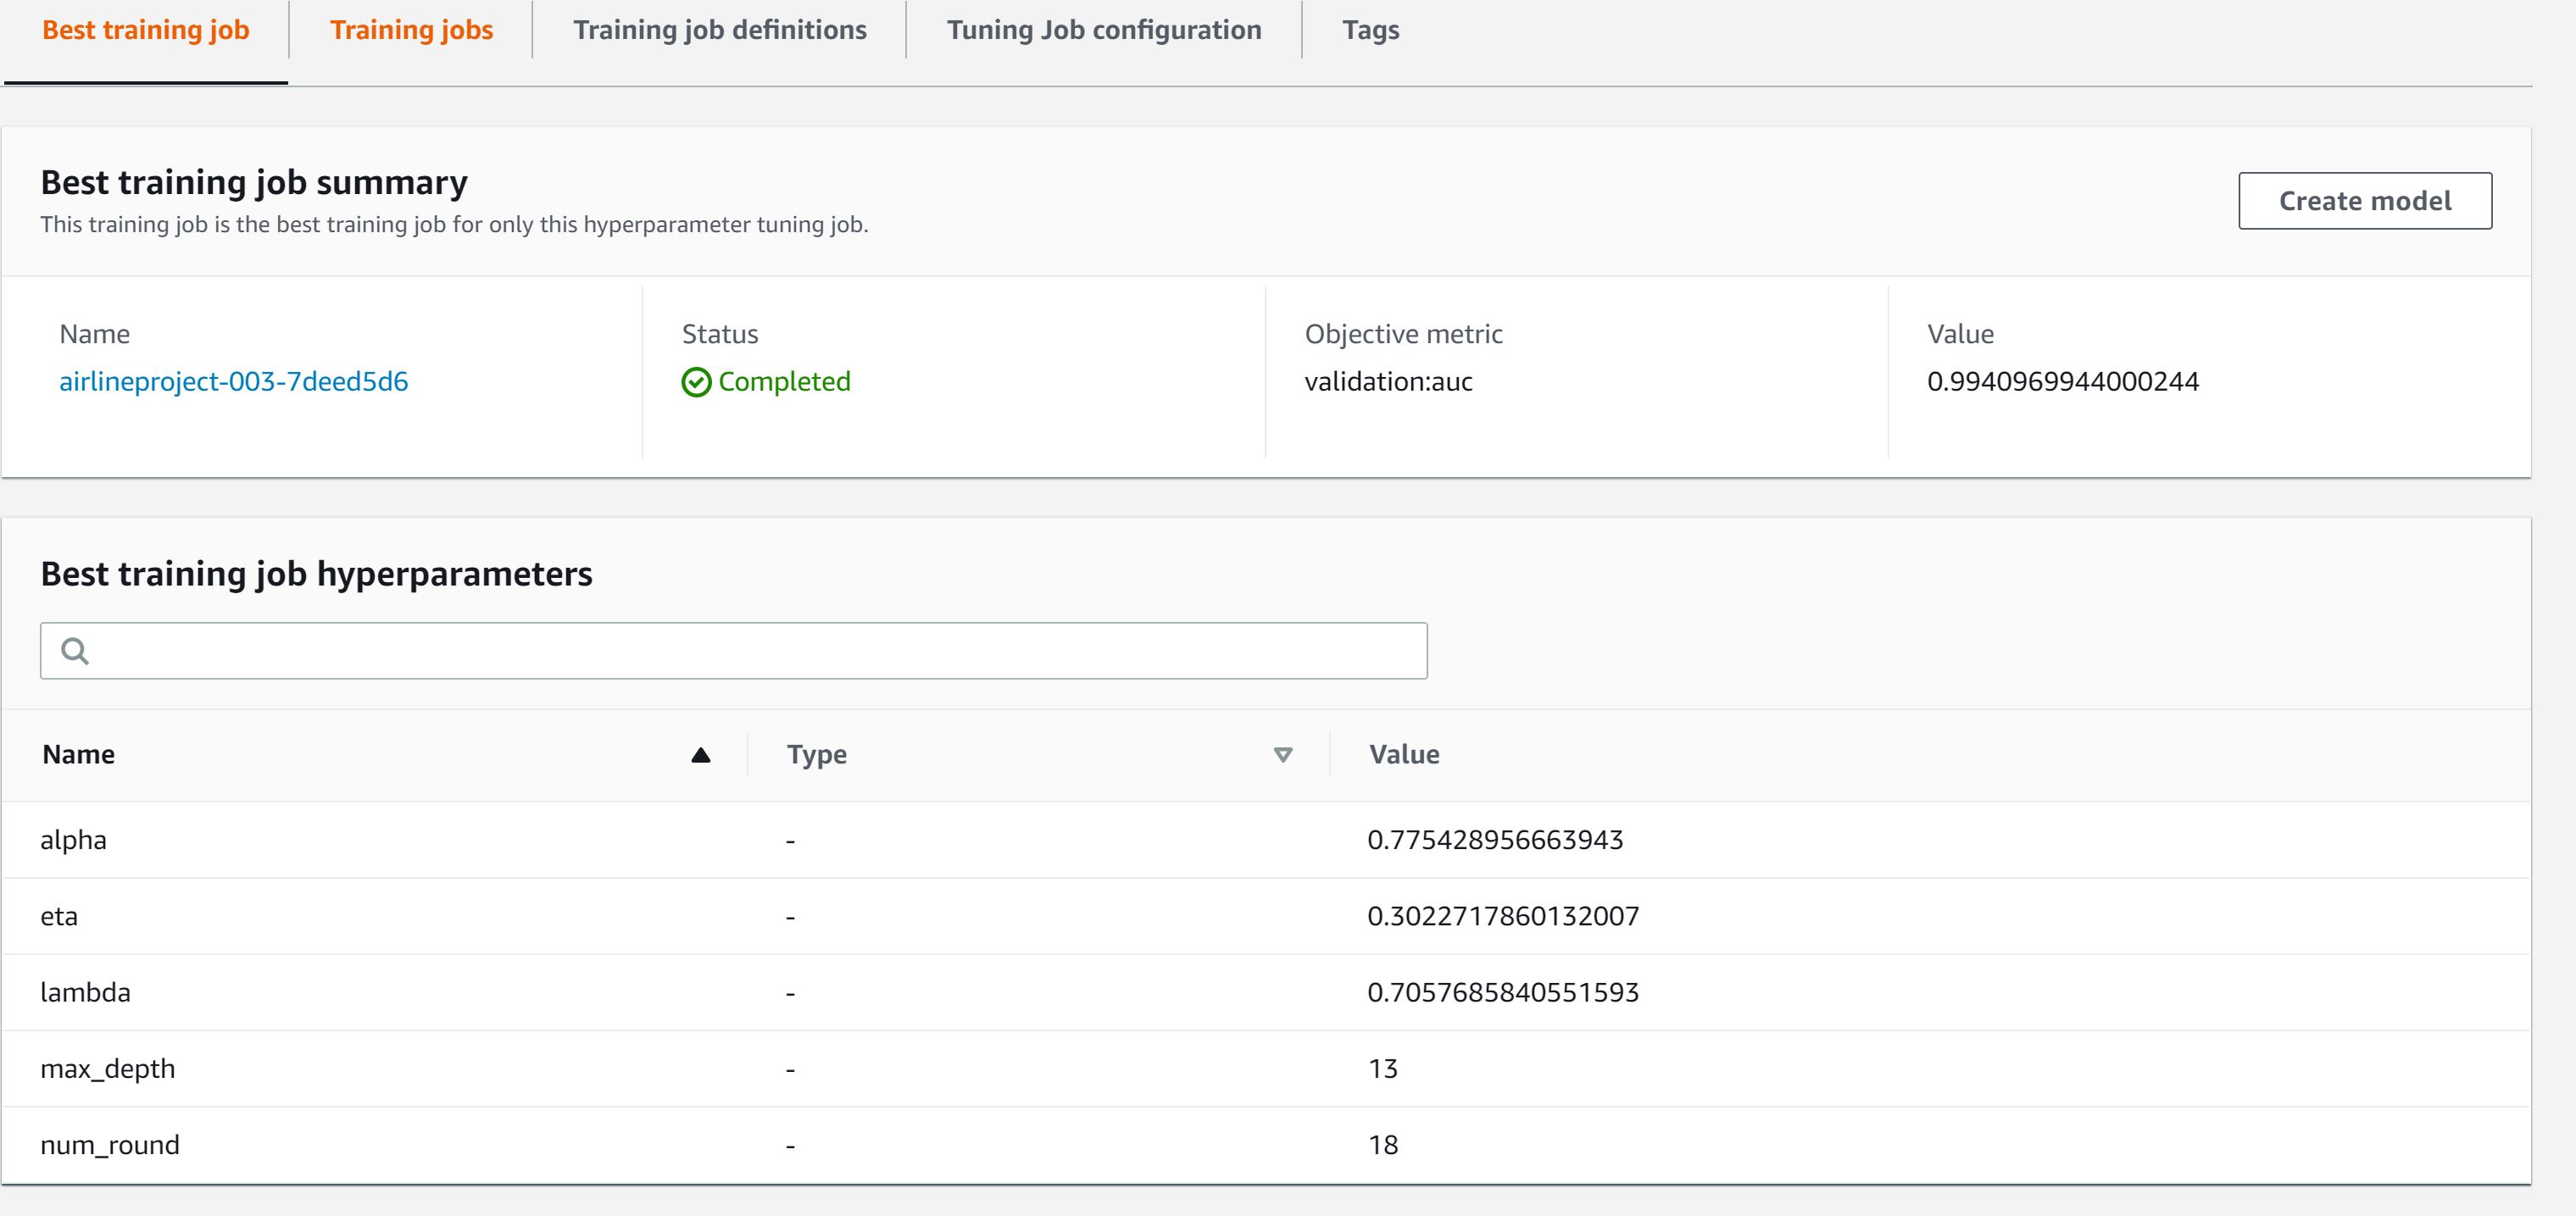 Best training job Training jobs Training job definitions Tuning Job configuration Tags
Best training job summary
Create model
This training job is the best training job for only this hyperparameter tuning job.
Name Status Objective metric Value
airlineproject-003-7deed5d6 Completed validation:auc 0.9940969944000244
Best training job hyperparameters
Name Type Value
alpha - 0.775428956663943
eta - 0.3022717860132007
lambda - 0.7057685840551593
max_depth - 13
num_round - 18